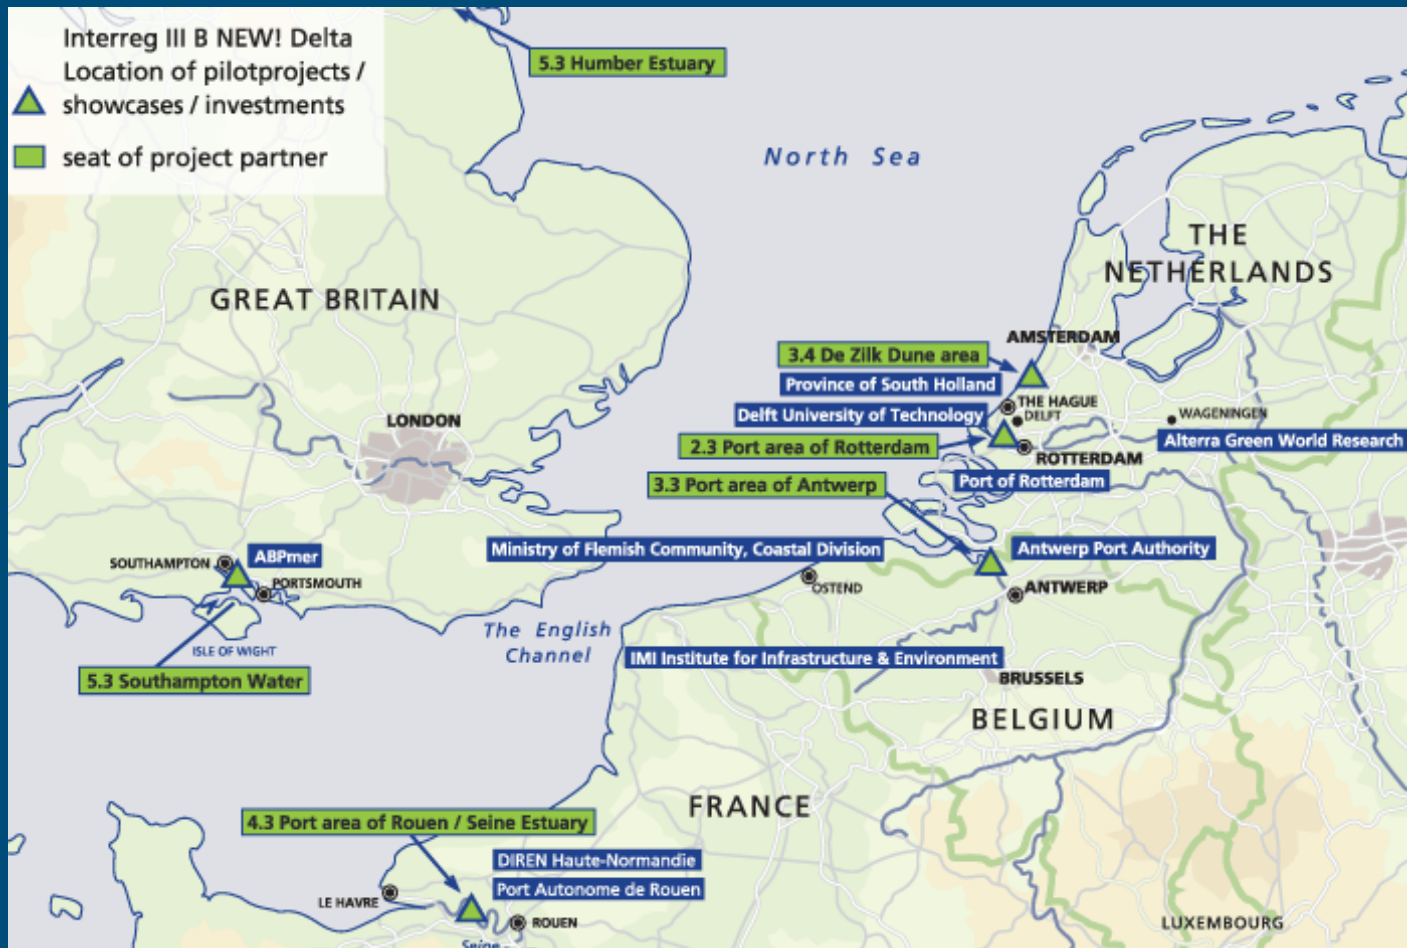 Interreg III B NEW! Delta
Location of pilotprojects /
showcases / investments
seat of project partner
5.3 Humber Estuary
North Sea
THE
NETHERLANDS
GREAT BRITAIN
AMSTERDAM
3.4 De Zilk Dune area
Province of South Holland
THE HAGUE
Delft University of Technology
DELFT
WAGENINGEN
LONDON
2.3 Port area of Rotterdam
Alterra Green World Research
ROTTERDAM
3.3 Port area of Antwerp
Port of Rotterdam
Ministry of Flemish Community, Coastal Division
Antwerp Port Authority
ABPmer
SOUTHAMPTON
PORTSMOUTH
OSTEND
ANTWERP
The English
Channel
ISLE OF WIGHT
IMI Institute for Infrastructure & Environment
5.3 Southampton Water
BRUSSELS
BELGIUM
FRANCE
4.3 Port area of Rouen / Seine Estuary
DIREN Haute-Normandie
Port Autonome de Rouen
LE HAVRE
ROUEN
LUXEMBOURG
Seine